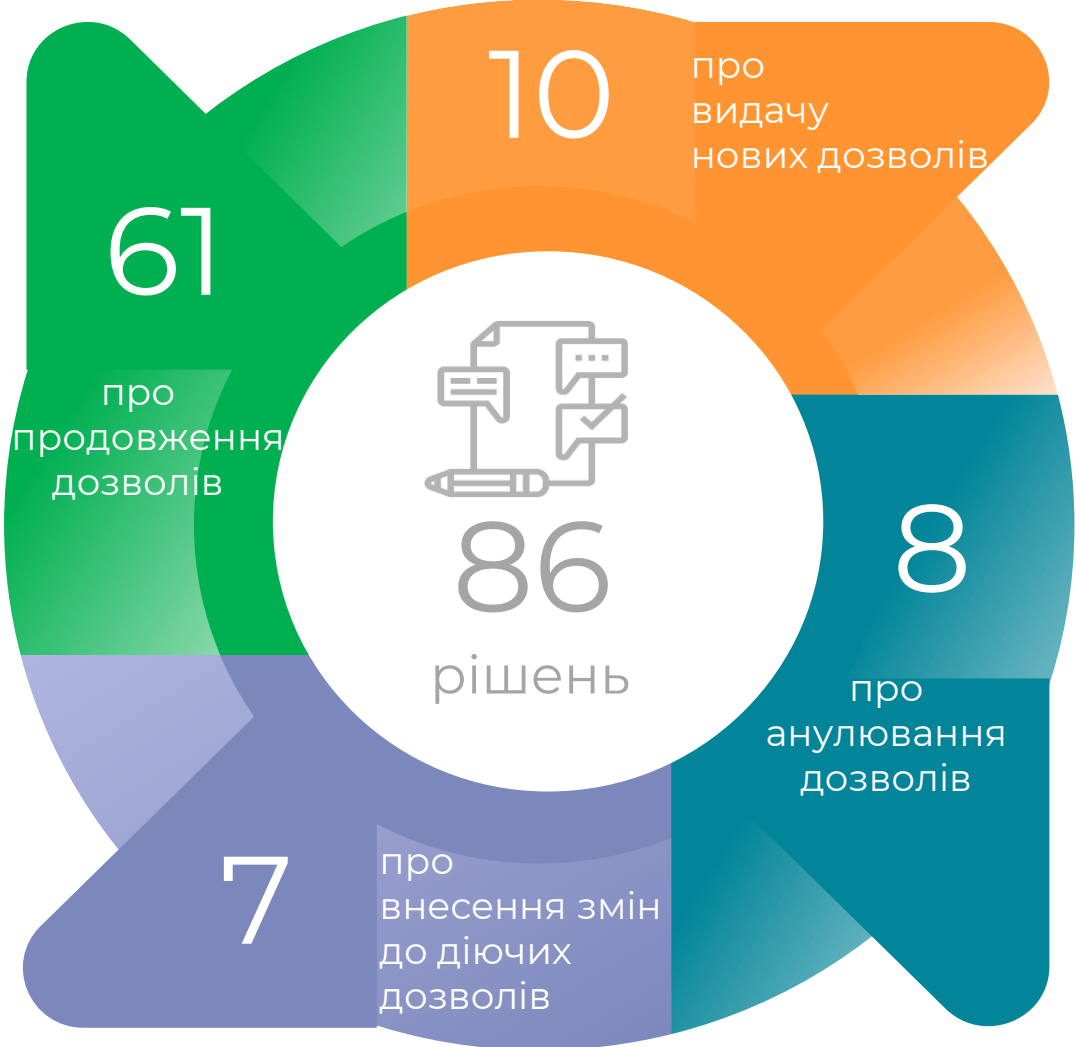 10
про
видачу
нових дозволів
61
про
продовження
дозволів
86
рішень
8
про
анулювання
дозволів
7
про
внесення змін
до діючих
дозволів